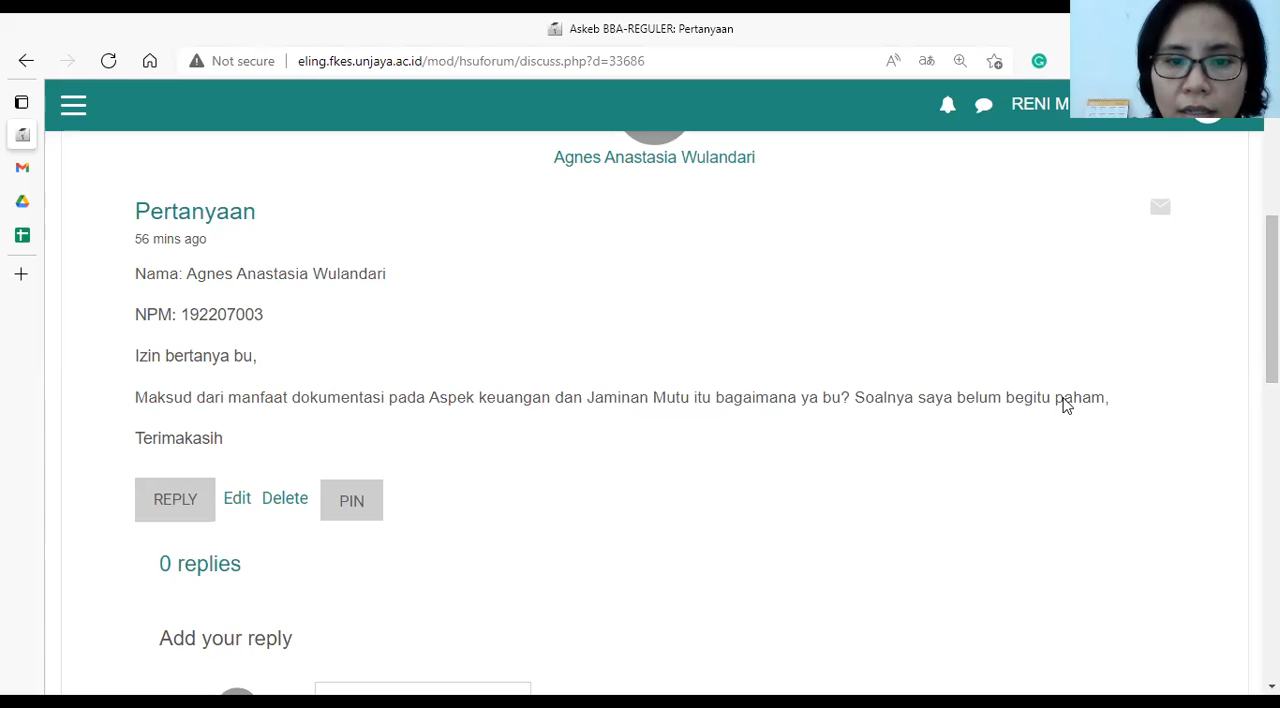 Askeb BBA-REGULER: Pertanyaan
Not secure | eling.fkes.unjaya.ac.id/mod/hsuforum/discuss.php?d=33686
RENI M
Agnes Anastasia Wulandari
Pertanyaan
56 mins ago
Nama: Agnes Anastasia Wulandari
NPM: 192207003
Izin bertanya bu,
Maksud dari manfaat dokumentasi pada Aspek keuangan dan Jaminan Mutu itu bagaimana ya bu? Soalnya saya belum begitu paham,
Terimakasih
REPLY Edit Delete PIN
0 replies
Add your reply